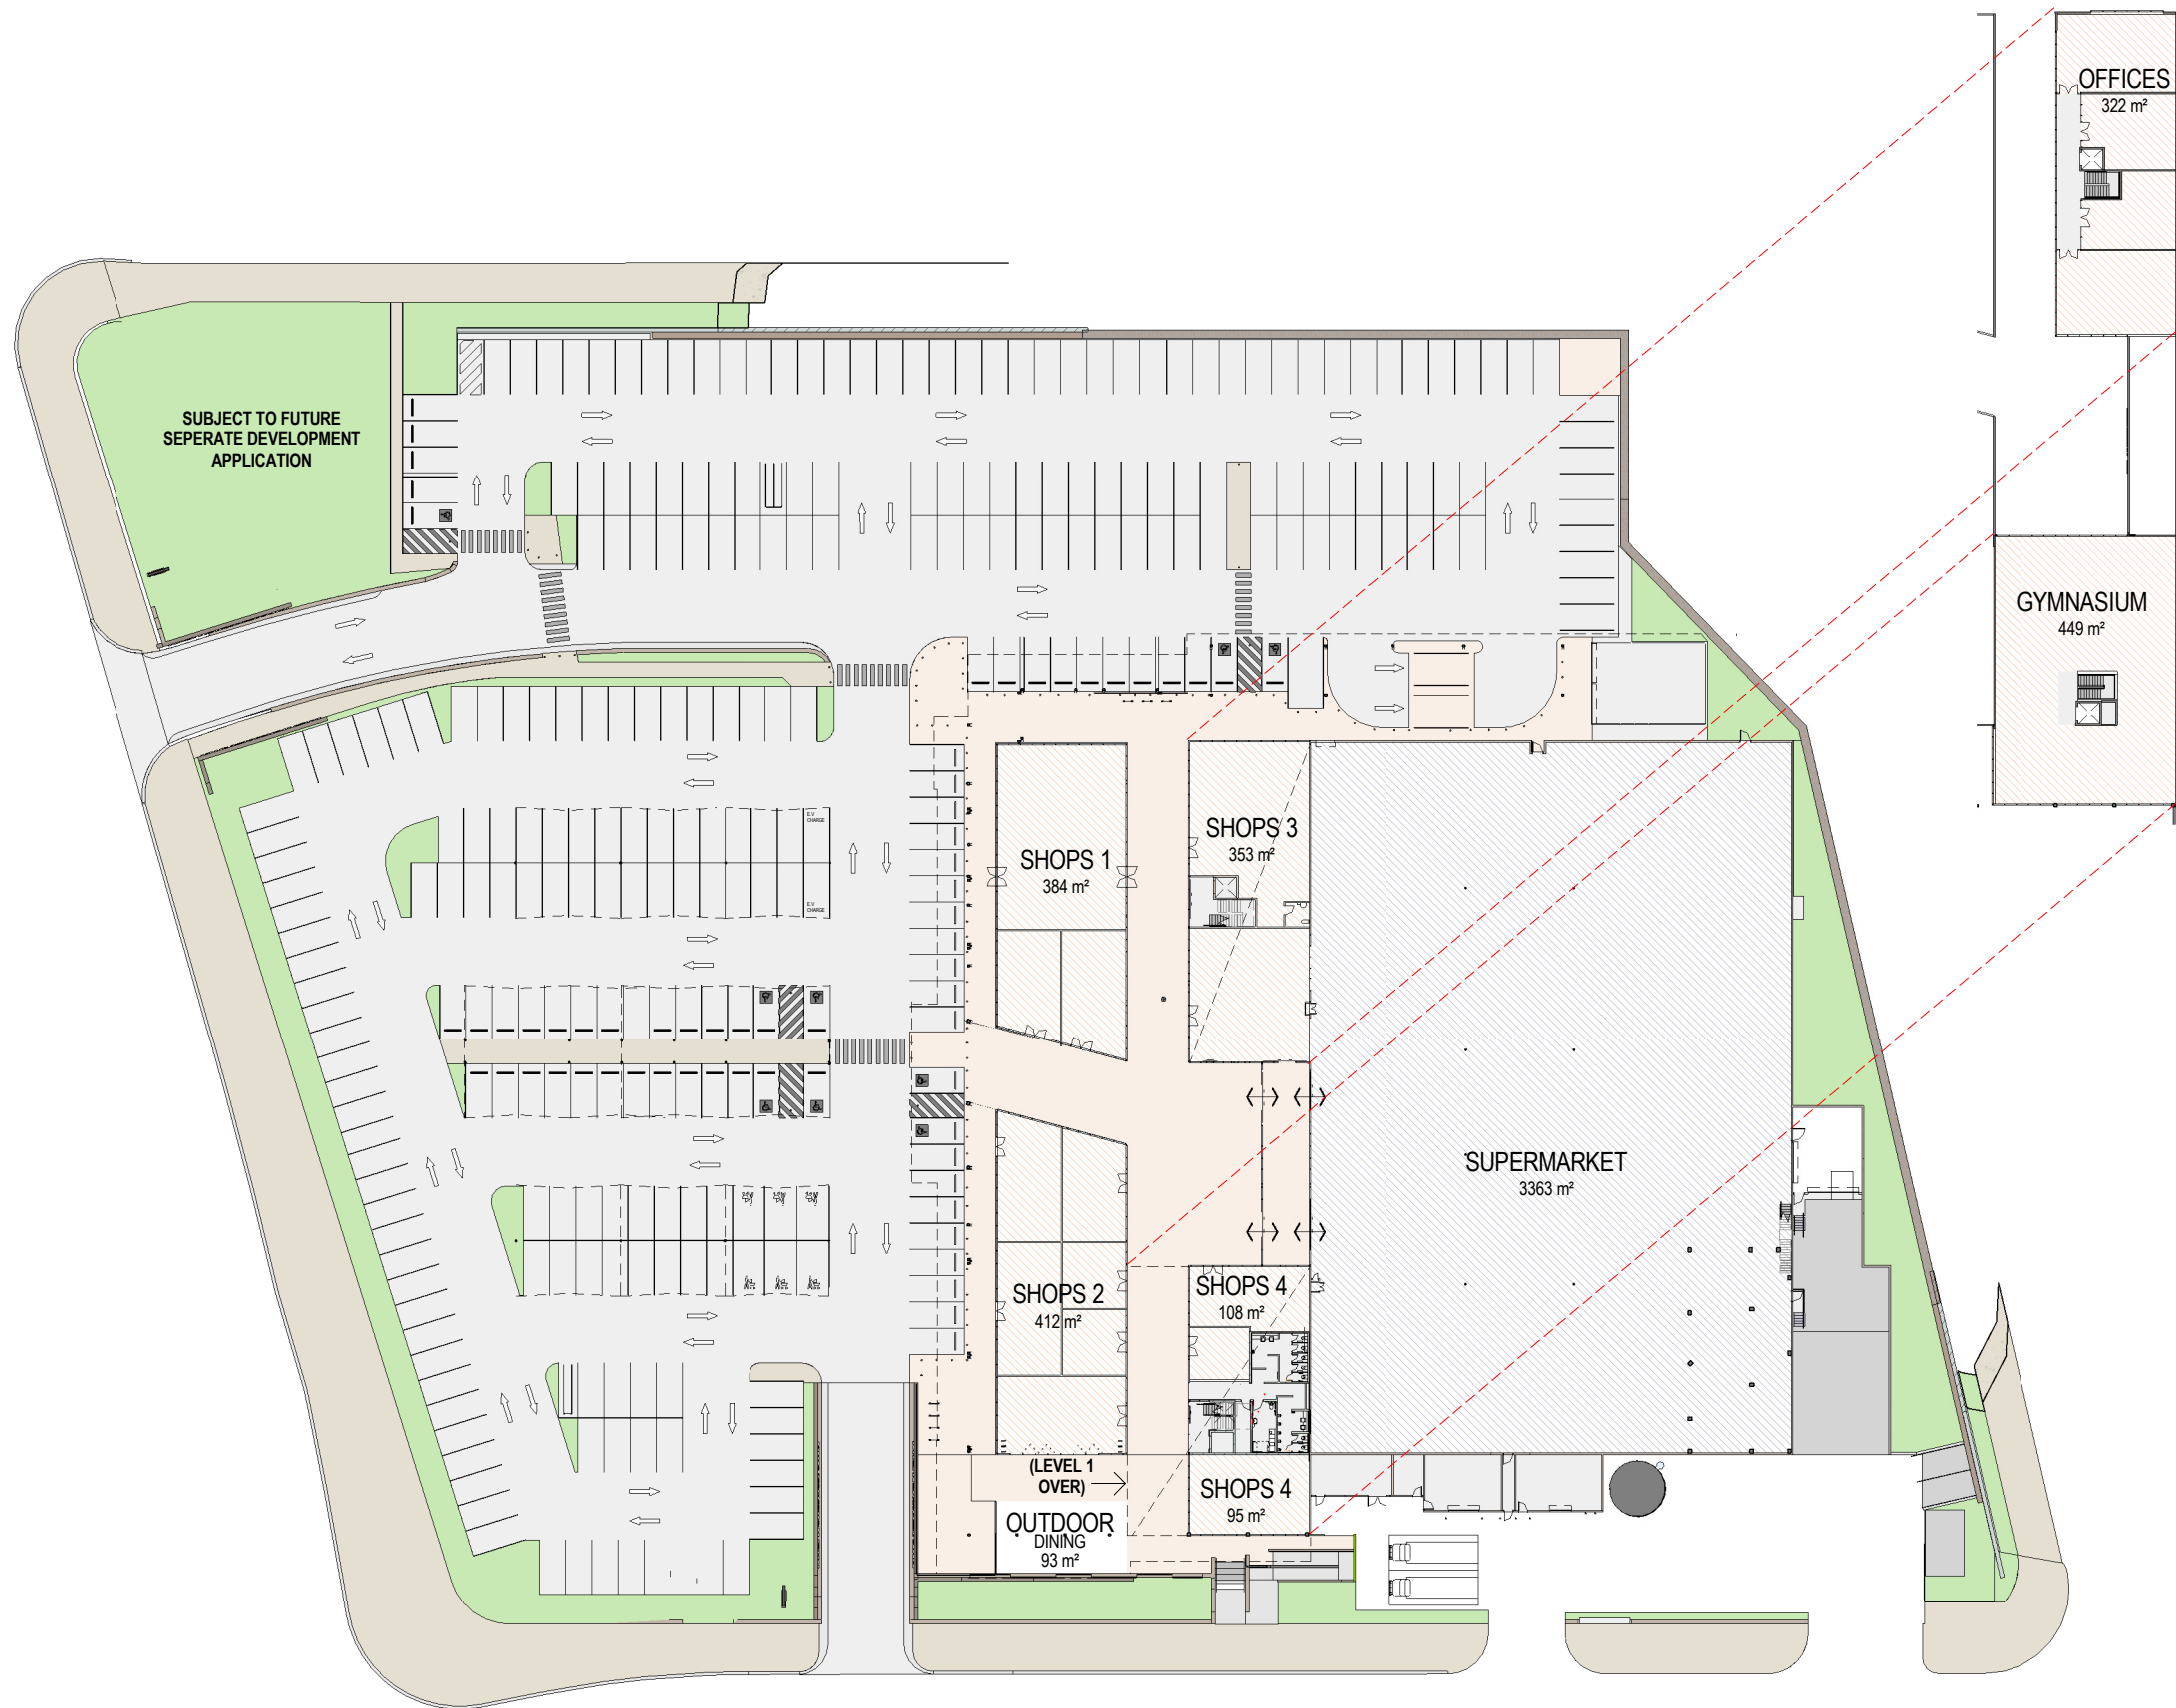 OFFICES
322 m²
SUBJECT TO FUTURE
SEPERATE DEVELOPMENT
APPLICATION
GYMNASIUM
449 m²
E.V
CHARGE
SHOPS 3
353 m²
SHOPS 1
384 m²
E.V
CHARGE
SUPERMARKET
3363 m²
SHOPS 4
108 m²
SHOPS 2
412 m²
(LEVEL 1
OVER)
SHOPS 4
95 m²
OUTDOOR
DINING
93 m²